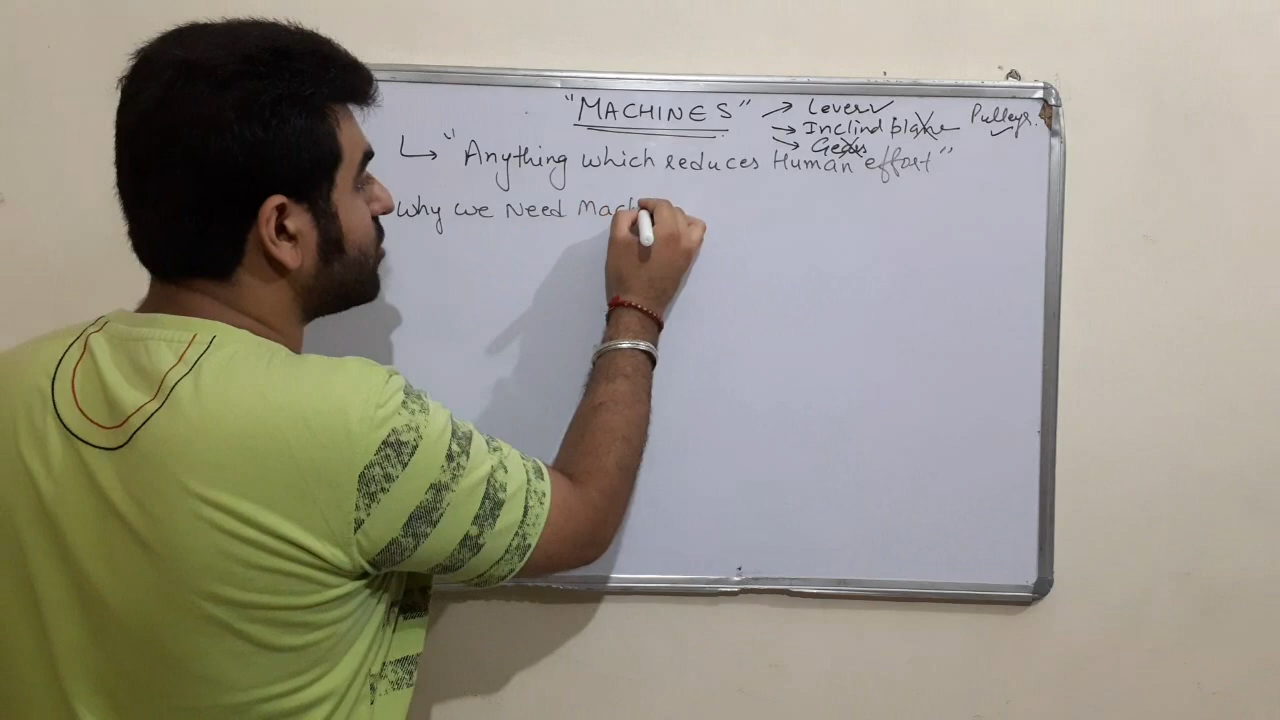 "MACHINES" → Lever ✓
→ Inclind plane Pulleys. ✓
→ Gears
↳ "Anything which reduces Human effort"
Why we Need Mach